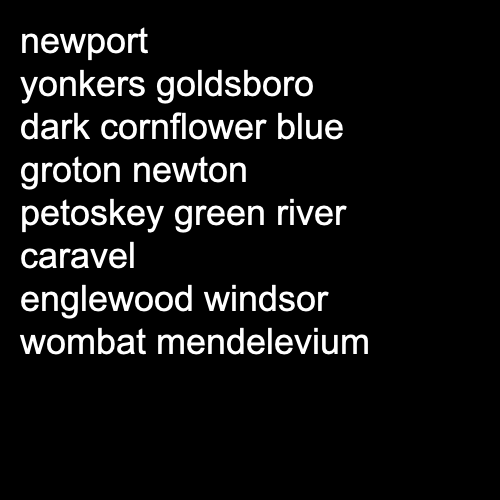 newport
yonkers goldsboro
dark cornflower blue
groton newton
petoskey green river
caravel
englewood windsor
wombat mendelevium